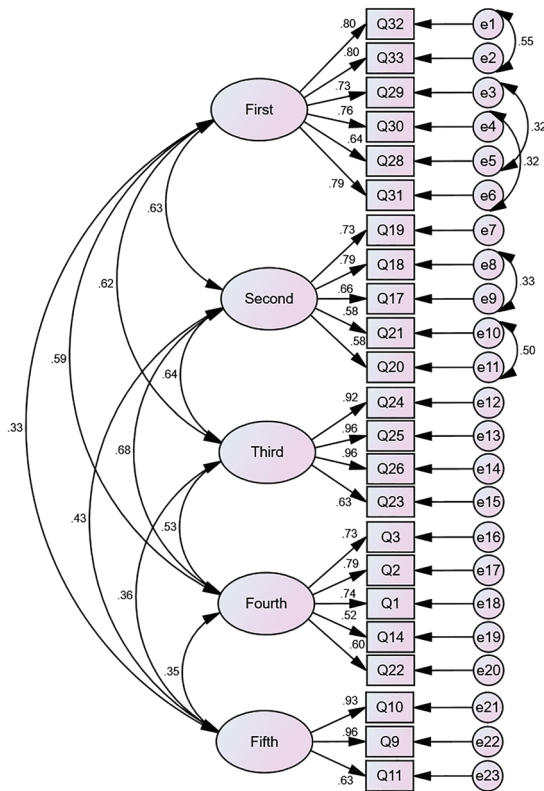 .80 Q32 e1
.55
.80 Q33 e2
.73 Q29 e3
First .76 Q30 e4 .32
.64 Q28 e5 .32
.79 Q31 e6
.63
.73 Q19 e7
.79 Q18 e8
.62
Second .66 Q17 e9 .33
.58 Q21 e10
.58 Q20 e11 .50
.59
.64
.92 Q24 e12
.33
.68
.96 Q25 e13
Third .96 Q26 e14
.63 Q23 e15
.43
.53
.73 Q3 e16
.79 Q2 e17
.36
Fourth .74 Q1 e18
.52 Q14 e19
.60 Q22 e20
.35
.93 Q10 e21
Fifth .96 Q9 e22
.63 Q11 e23